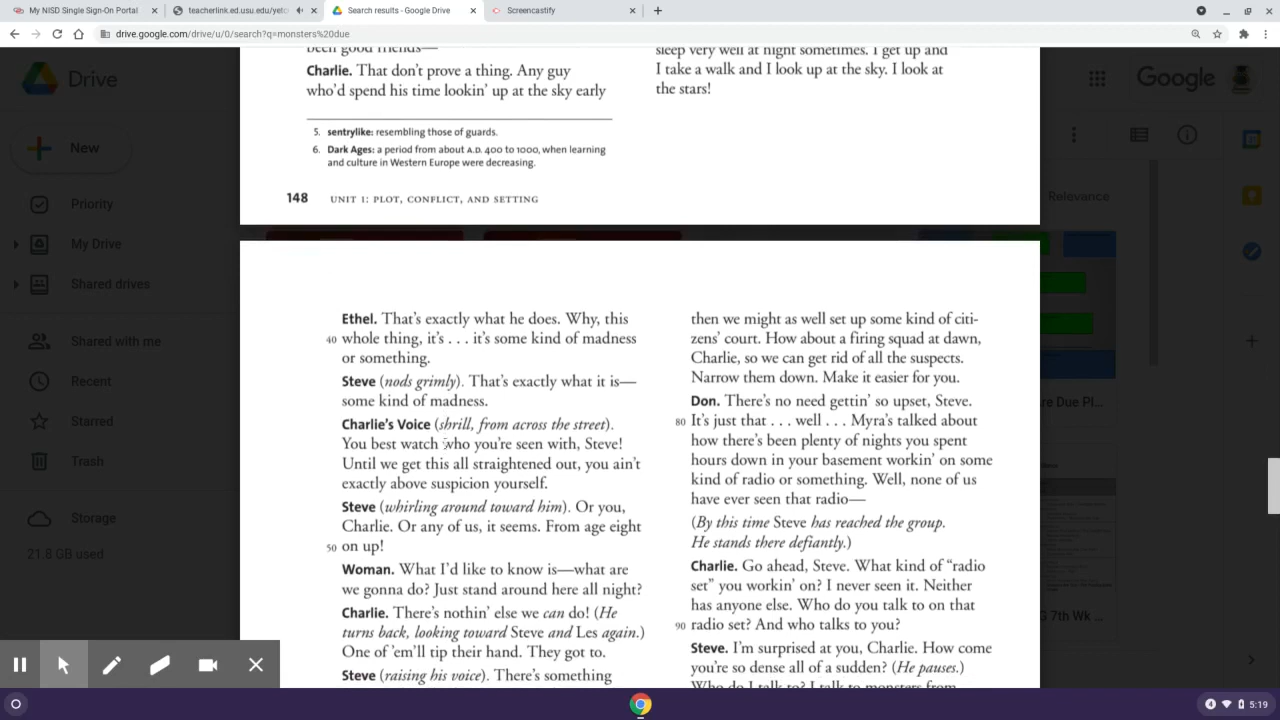 My NISD Single Sign-On Portal
teacherlink.ed.usu.edu/yetc
Search results - Google Drive
Screencastify
drive.google.com/drive/u/0/search?q=monsters%20due
Drive
Google
New
Priority
My Drive
Shared drives
Shared with me
Recent
Starred
Trash
Storage
21.8 GB used
Relevance
been good friends—
Charlie. That don't prove a thing. Any guy
who'd spend his time lookin' up at the sky early
5. sentrylike: resembling those of guards.
6. Dark Ages: a period from about A.D. 400 to 1000, when learning
and culture in Western Europe were decreasing.
148 UNIT 1: PLOT, CONFLICT, AND SETTING
sleep very well at night sometimes. I get up and
I take a walk and I look up at the sky. I look at
the stars!
Ethel. That's exactly what he does. Why, this
40 whole thing, it's . . . it's some kind of madness
or something.
Steve (nods grimly). That's exactly what it is—
some kind of madness.
Charlie's Voice (shrill, from across the street).
You best watch who you're seen with, Steve!
Until we get this all straightened out, you ain't
exactly above suspicion yourself.
Steve (whirling around toward him). Or you,
Charlie. Or any of us, it seems. From age eight
50 on up!
Woman. What I'd like to know is—what are
we gonna do? Just stand around here all night?
Charlie. There's nothin' else we can do! (He
turns back, looking toward Steve and Les again.)
One of 'em'll tip their hand. They got to.
Steve (raising his voice). There's something
then we might as well set up some kind of citi-
zens' court. How about a firing squad at dawn,
Charlie, so we can get rid of all the suspects.
Narrow them down. Make it easier for you.
Don. There's no need gettin' so upset, Steve.
80 It's just that . . . well . . . Myra's talked about
how there's been plenty of nights you spent
hours down in your basement workin' on some
kind of radio or something. Well, none of us
have ever seen that radio—
(By this time Steve has reached the group.
He stands there defiantly.)
Charlie. Go ahead, Steve. What kind of “radio
set” you workin' on? I never seen it. Neither
has anyone else. Who do you talk to on that
90 radio set? And who talks to you?
Steve. I'm surprised at you, Charlie. How come
you're so dense all of a sudden? (He pauses.)
Who do I talk to? I talk to monsters from
re Due Pl...
G 7th Wk ...
4
5:19